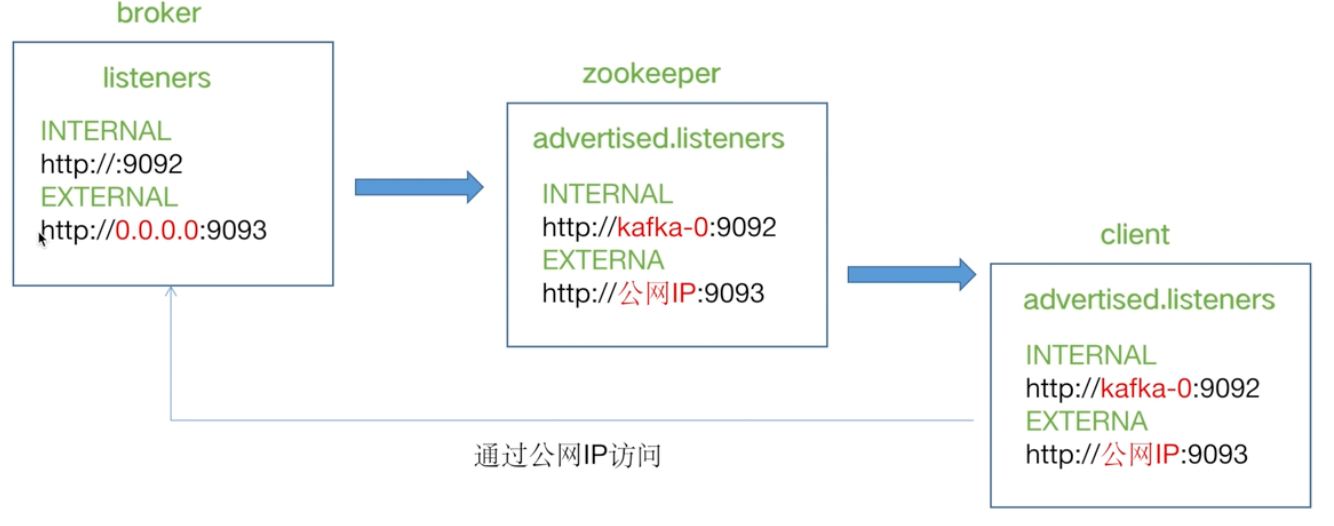 broker
listeners
INTERNAL
http://:9092
EXTERNAL
http://0.0.0.0:9093
zookeeper
advertised.listeners
INTERNAL
http://kafka-0:9092
EXTERNA
http://公网IP:9093
client
advertised.listeners
INTERNAL
http://kafka-0:9092
EXTERNA
http://公网IP:9093
通过公网IP访问